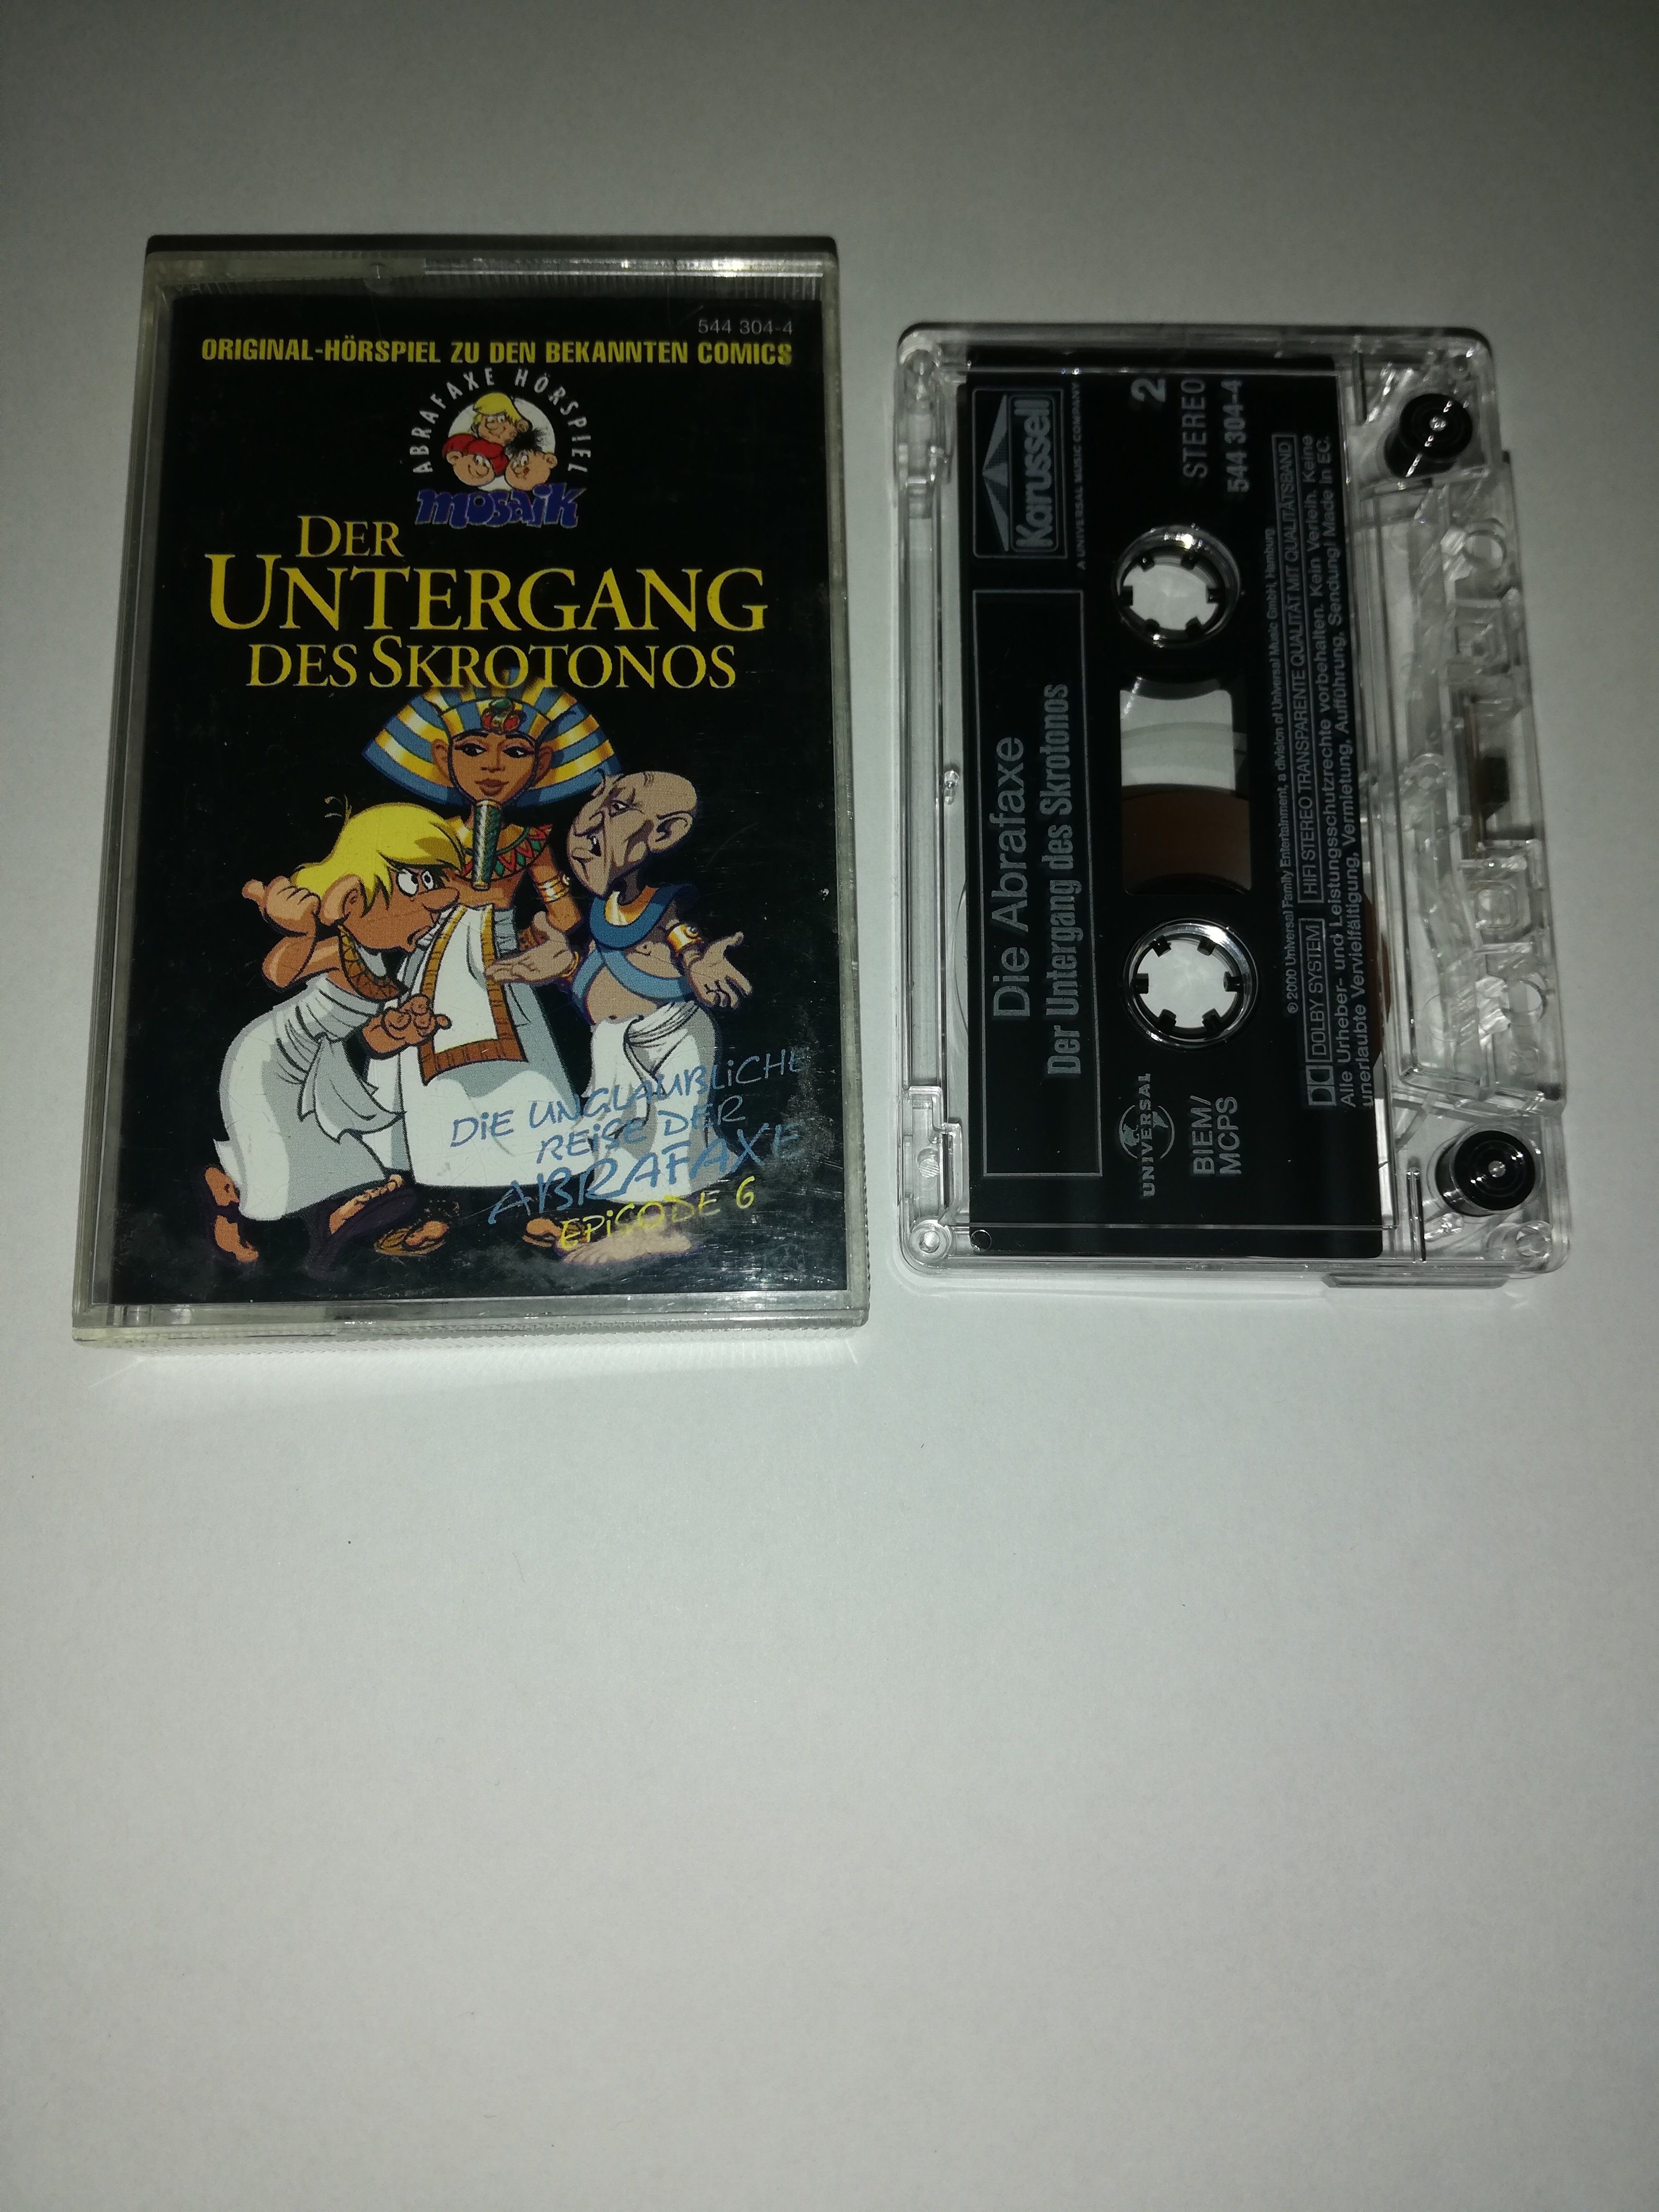 544 304-4
ORIGINAL-HÖRSPIEL ZU DEN BEKANNTEN COMICS
ABRAFAXE HÖRSPIEL
mosaik
DER
UNTERGANG
DES SKROTONOS
DIE UNGLAUBLICHE
REISE DER
ABRAFAXE
EPISODE 6
Karussell
A UNIVERSAL MUSIC COMPANY
Die Abrafaxe
Der Untergang des Skrotonos
2
STEREO
544 304-4
UNIVERSAL
BIEM/
MCPS
℗ 2000 Universal Family Entertainment, a division of Universal Music GmbH, Hamburg
DOLBY SYSTEM HIFI STEREO TRANSPARENTE QUALITÄT MIT QUALITÄTSBAND
Alle Urheber- und Leistungsschutzrechte vorbehalten. Kein Verleih. Keine
unerlaubte Vervielfältigung, Vermietung, Aufführung, Sendung! Made in EC.